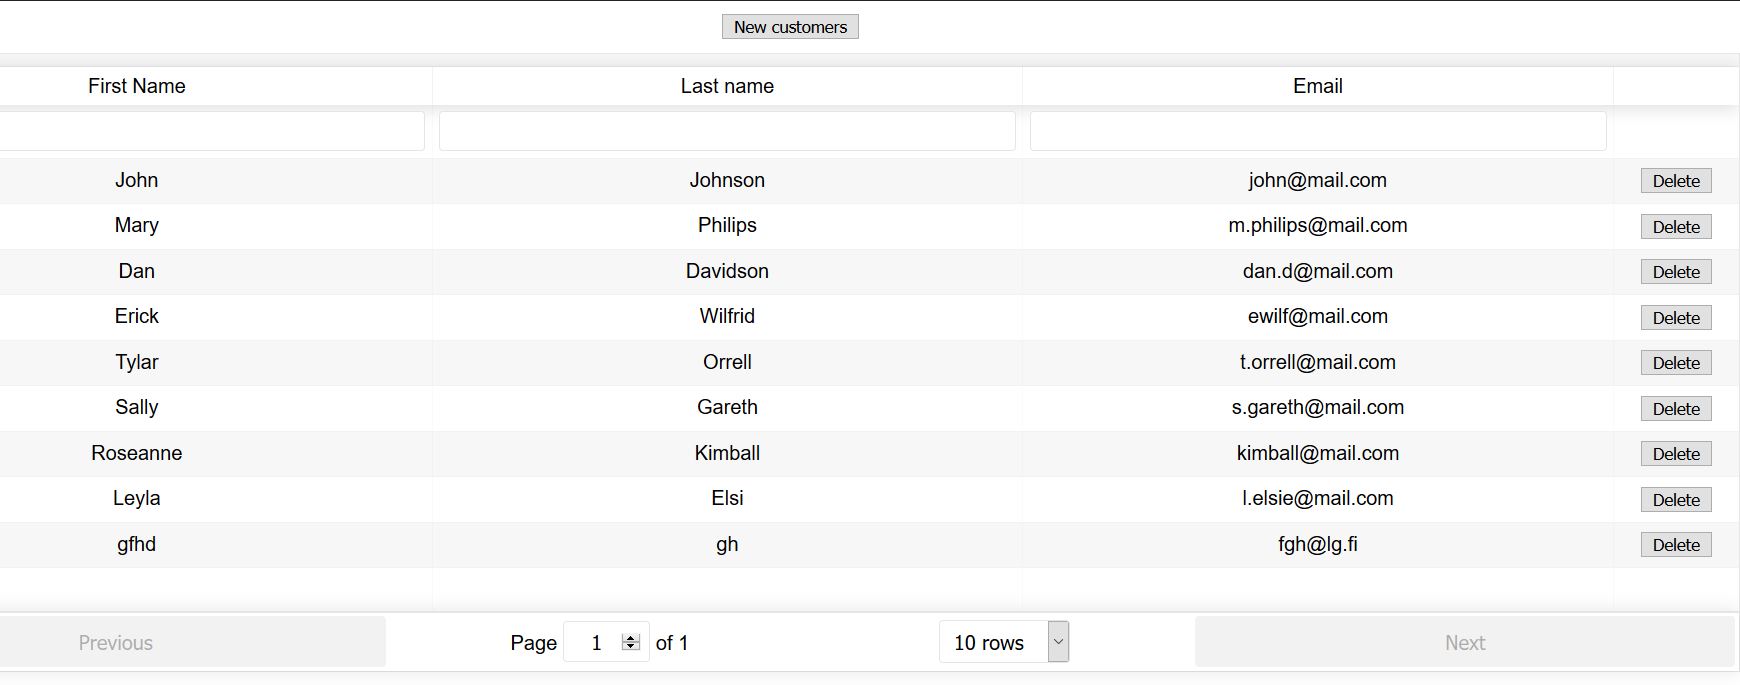 New customers
First Name Last name Email
John Johnson john@mail.com Delete
Mary Philips m.philips@mail.com Delete
Dan Davidson dan.d@mail.com Delete
Erick Wilfrid ewilf@mail.com Delete
Tylar Orrell t.orrell@mail.com Delete
Sally Gareth s.gareth@mail.com Delete
Roseanne Kimball kimball@mail.com Delete
Leyla Elsi l.elsie@mail.com Delete
gfhd gh fgh@lg.fi Delete
Previous Page 1 of 1 10 rows Next